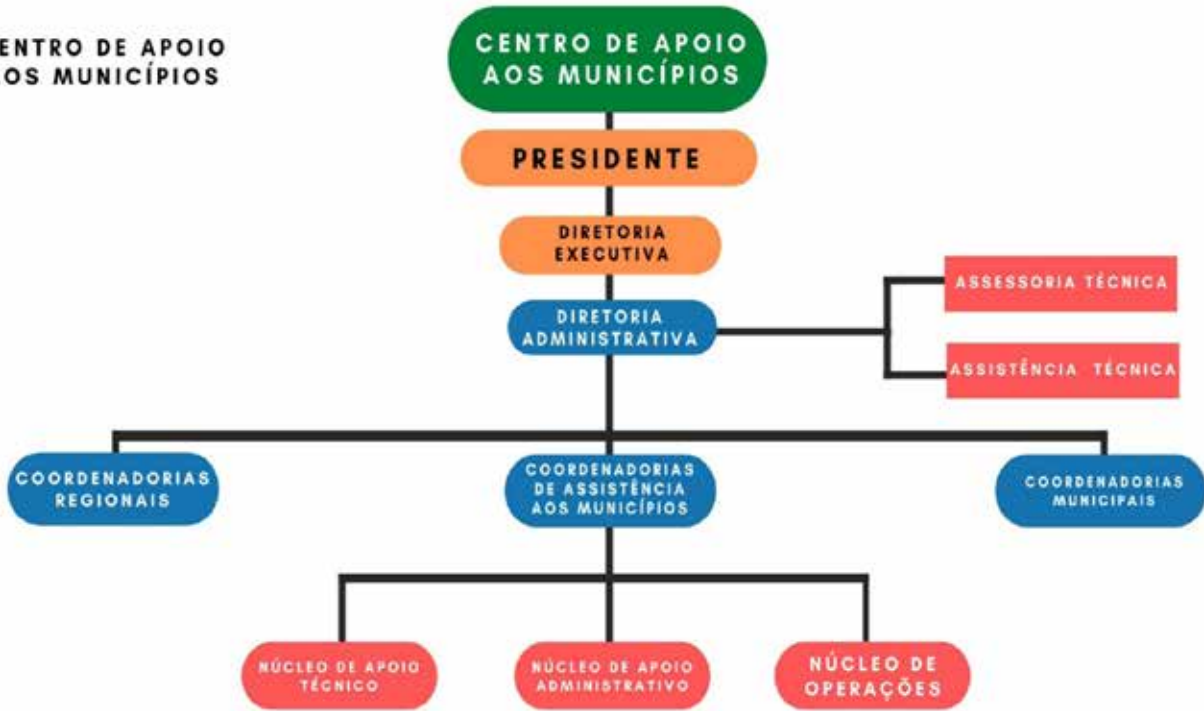 ENTRO DE APOIO
OS MUNICÍPIOS
CENTRO DE APOIO
AOS MUNICÍPIOS
PRESIDENTE
DIRETORIA
EXECUTIVA
DIRETORIA
ADMINISTRATIVA
ASSESSORIA TÉCNICA
ASSISTÊNCIA TÉCNICA
COORDENADORIAS
REGIONAIS
COORDENADORIAS
DE ASSISTÊNCIA
AOS MUNICÍPIOS
COORDENADORIAS
MUNICIPAIS
NÚCLEO DE APOIO
TÉCNICO
NÚCLEO DE APOIO
ADMINISTRATIVO
NÚCLEO DE
OPERAÇÕES